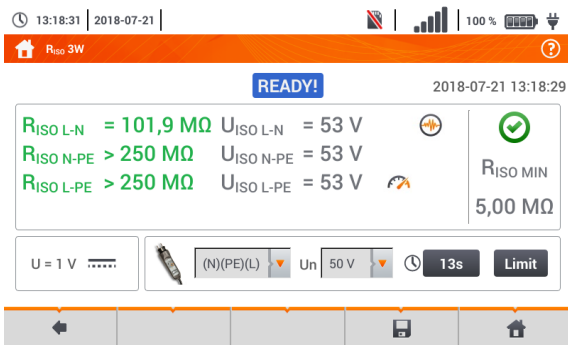 13:18:31 2018-07-21 100 %
RISO 3W ?
READY! 2018-07-21 13:18:29
RISO L-N = 101,9 MΩ UISO L-N = 53 V
RISO N-PE > 250 MΩ UISO N-PE = 53 V
RISO L-PE > 250 MΩ UISO L-PE = 53 V
RISO MIN
5,00 MΩ
U = 1 V (N)(PE)(L) Un 50 V 13s Limit